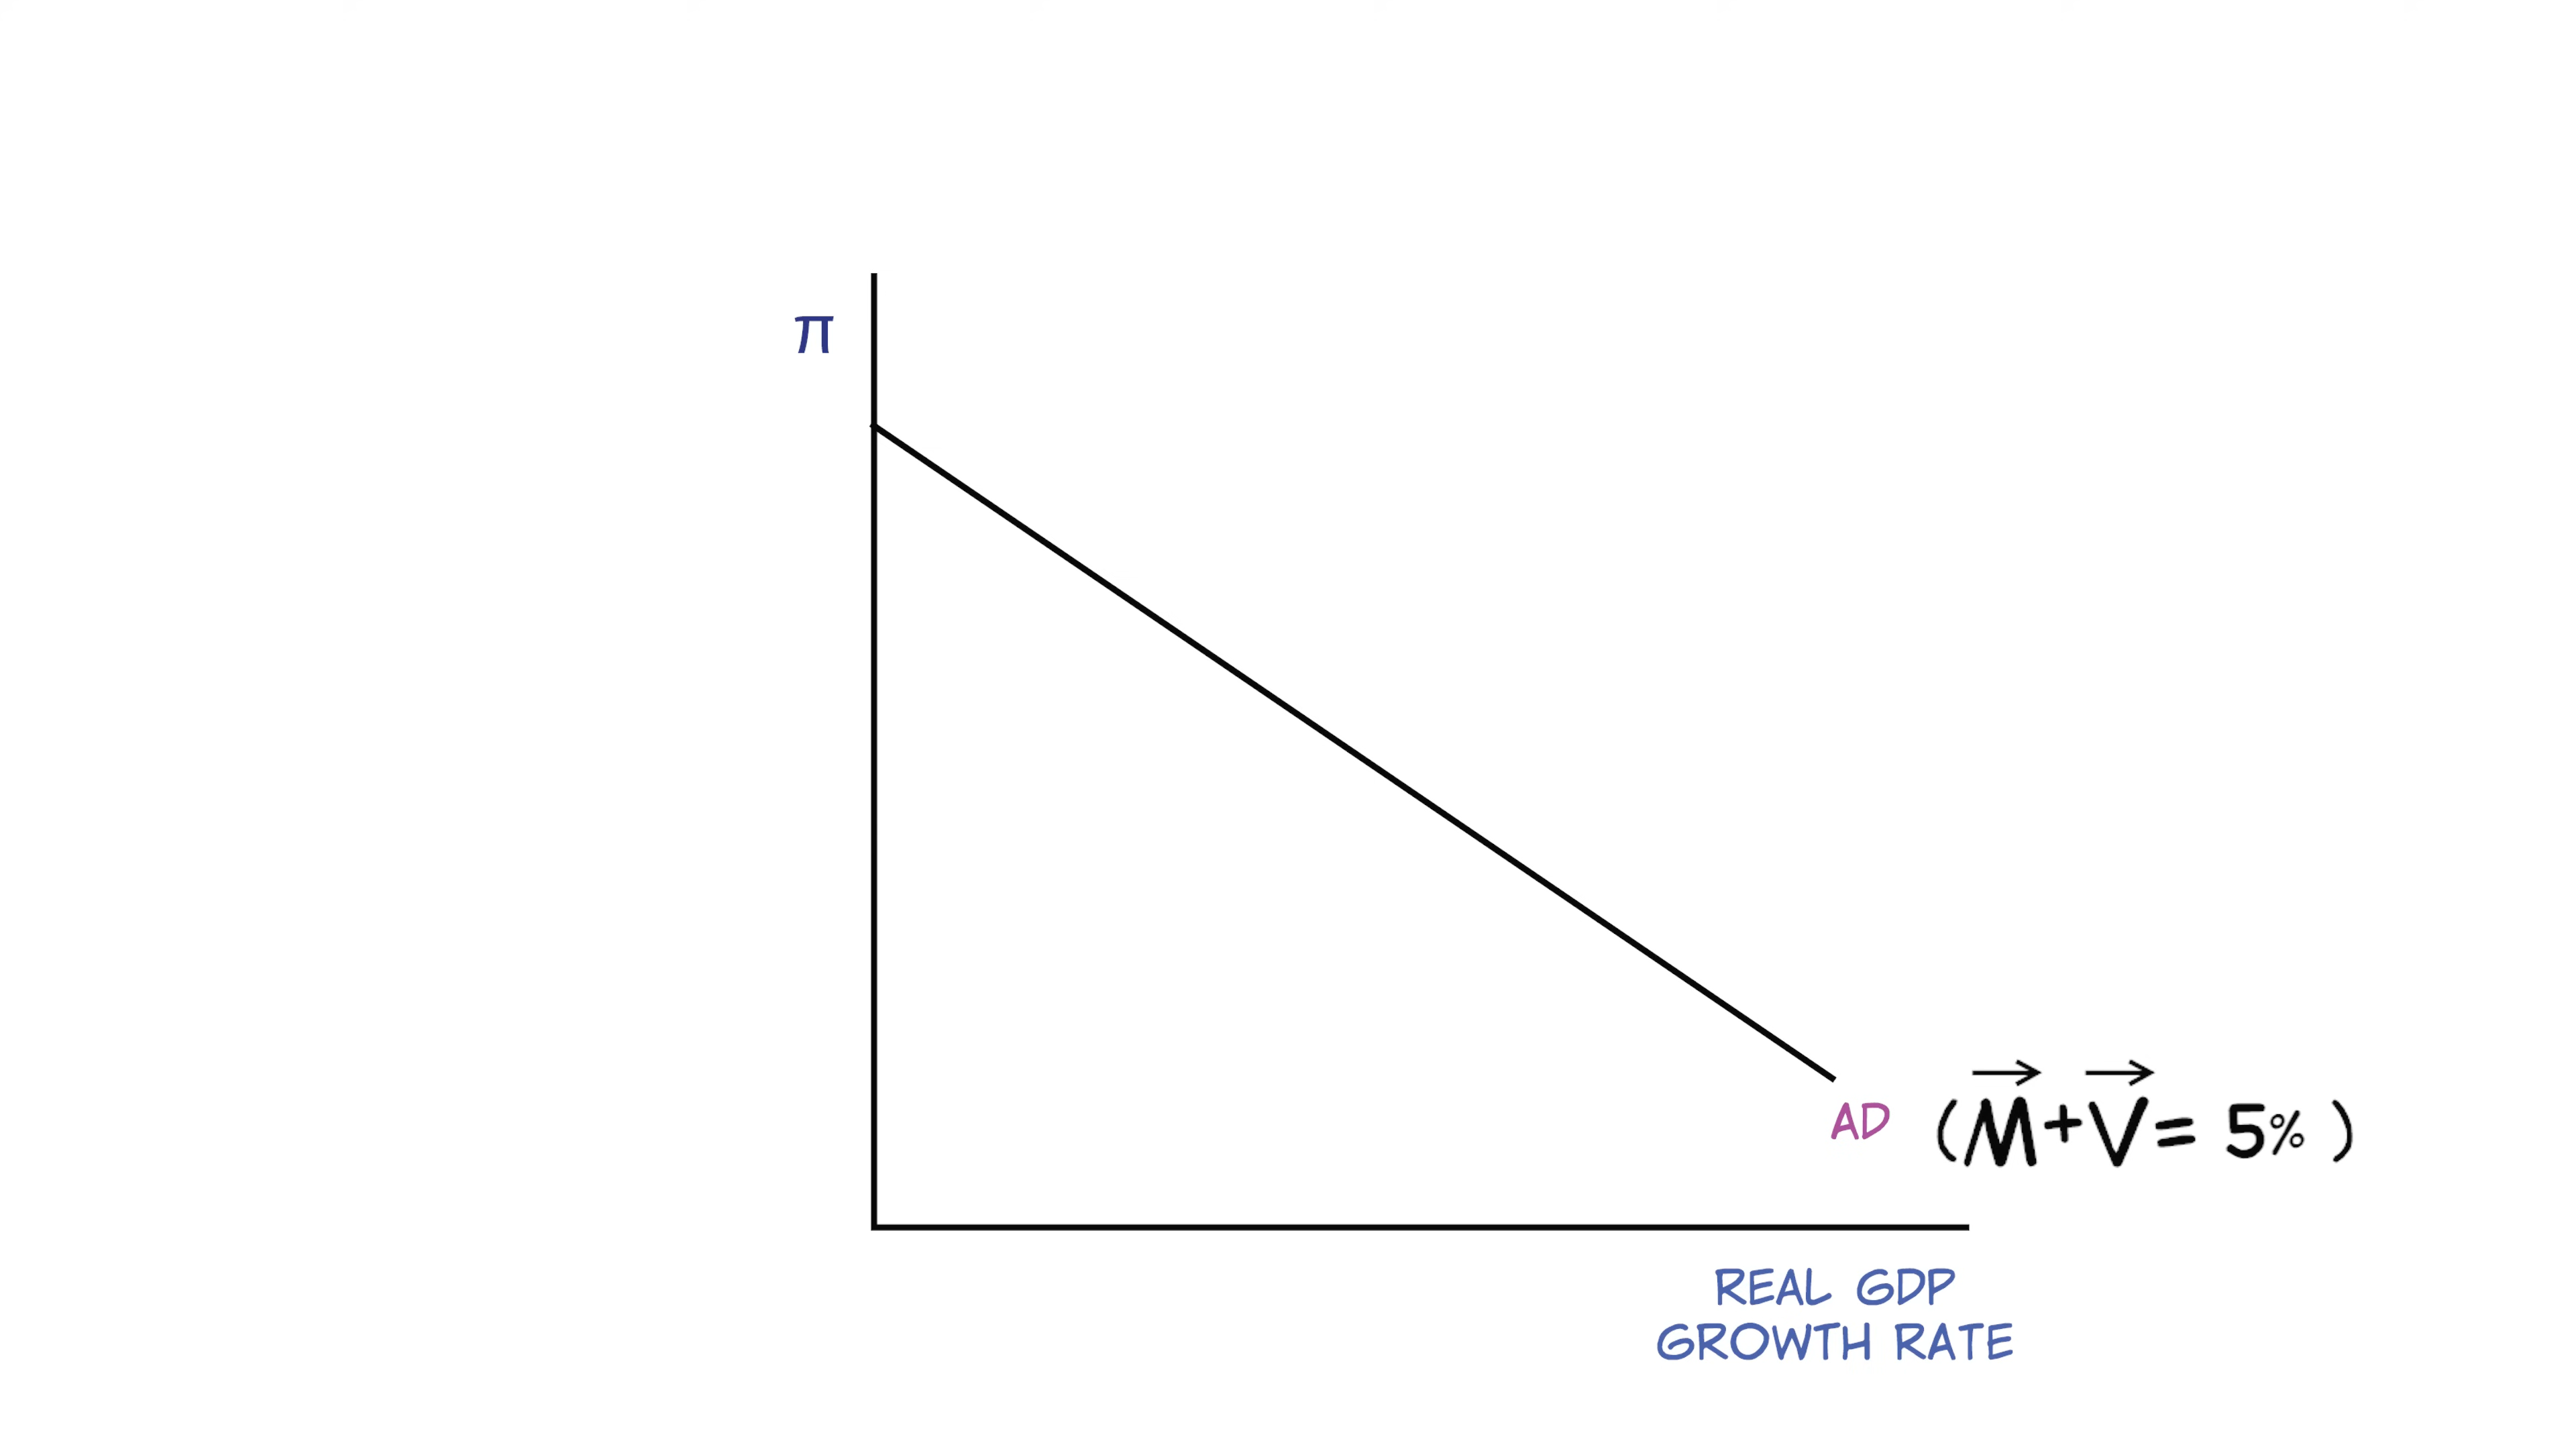 π
AD (M⃗+V⃗= 5%)
REAL GDP
GROWTH RATE